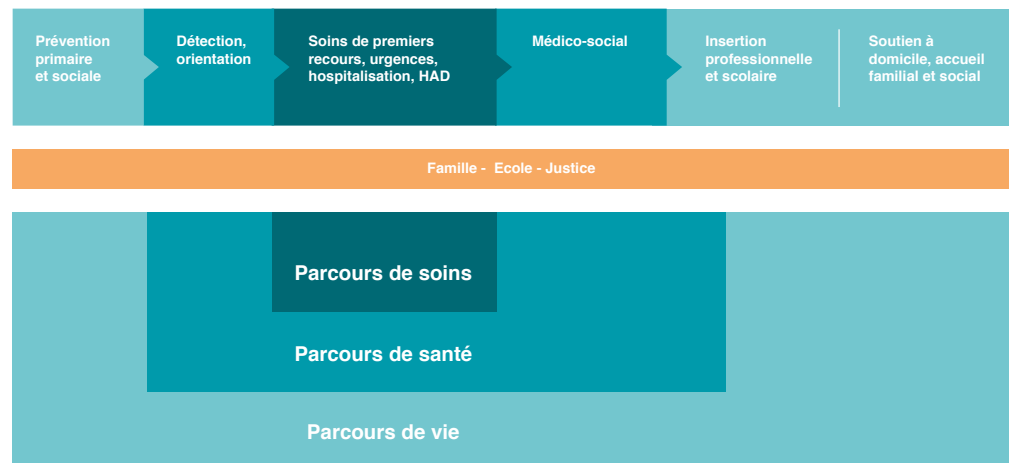 Prévention
primaire
et sociale
Détection,
orientation
Soins de premiers
recours, urgences,
hospitalisation, HAD
Médico-social
Insertion
professionnelle
et scolaire
Soutien à
domicile, accueil
familial et social
Famille - Ecole - Justice
Parcours de soins
Parcours de santé
Parcours de vie